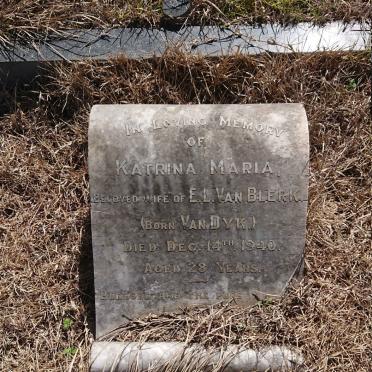 In Loving Memory
of
Katrina Maria
Beloved wife of E.L. Van Blerk
(Born Van Dyk)
Died Dec. 14th 1940.
Aged 28 Years.